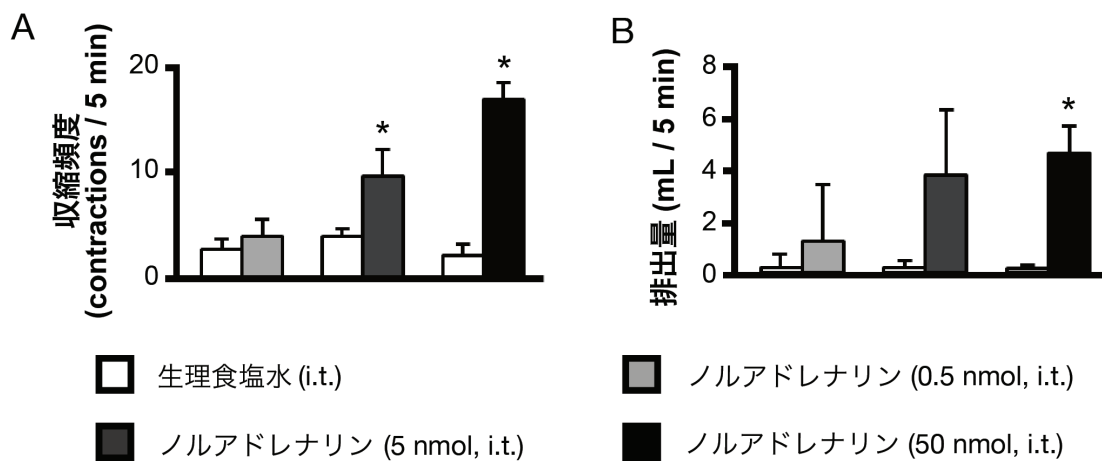 A
収縮頻度
(contractions / 5 min)
20
10
0
*
*
B
排出量 (mL / 5 min)
8
6
4
2
0
*
生理食塩水 (i.t.)
ノルアドレナリン (0.5 nmol, i.t.)
ノルアドレナリン (5 nmol, i.t.)
ノルアドレナリン (50 nmol, i.t.)